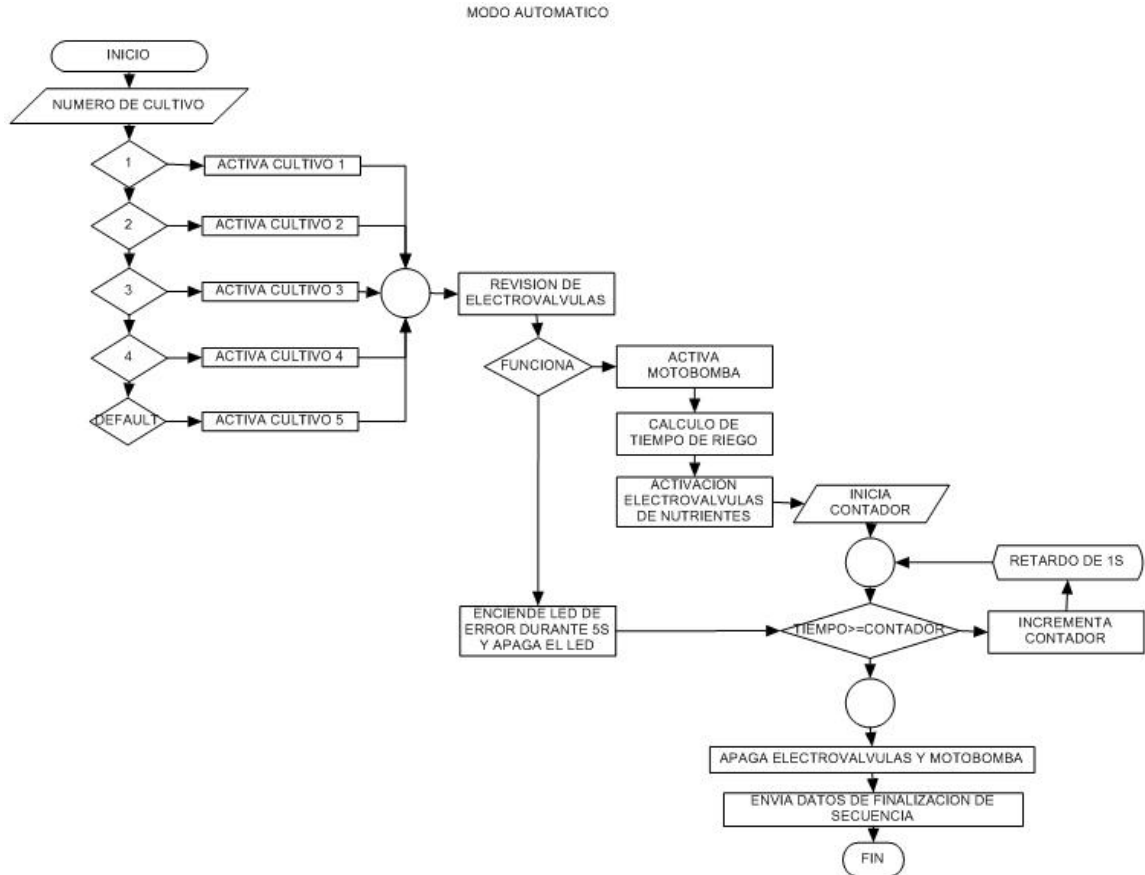 MODO AUTOMATICO
INICIO
NUMERO DE CULTIVO
1
ACTIVA CULTIVO 1
2
ACTIVA CULTIVO 2
3
ACTIVA CULTIVO 3
4
ACTIVA CULTIVO 4
DEFAULT
ACTIVA CULTIVO 5
REVISION DE
ELECTROVALVULAS
FUNCIONA
ACTIVA
MOTOBOMBA
CALCULO DE
TIEMPO DE RIEGO
ACTIVACION
ELECTROVALVULAS
DE NUTRIENTES
INICIA
CONTADOR
RETARDO DE 1S
ENCIENDE LED DE
ERROR DURANTE 5S
Y APAGA EL LED
TIEMPO>=CONTADOR
INCREMENTA
CONTADOR
APAGA ELECTROVALVULAS Y MOTOBOMBA
ENVIA DATOS DE FINALIZACION DE
SECUENCIA
FIN